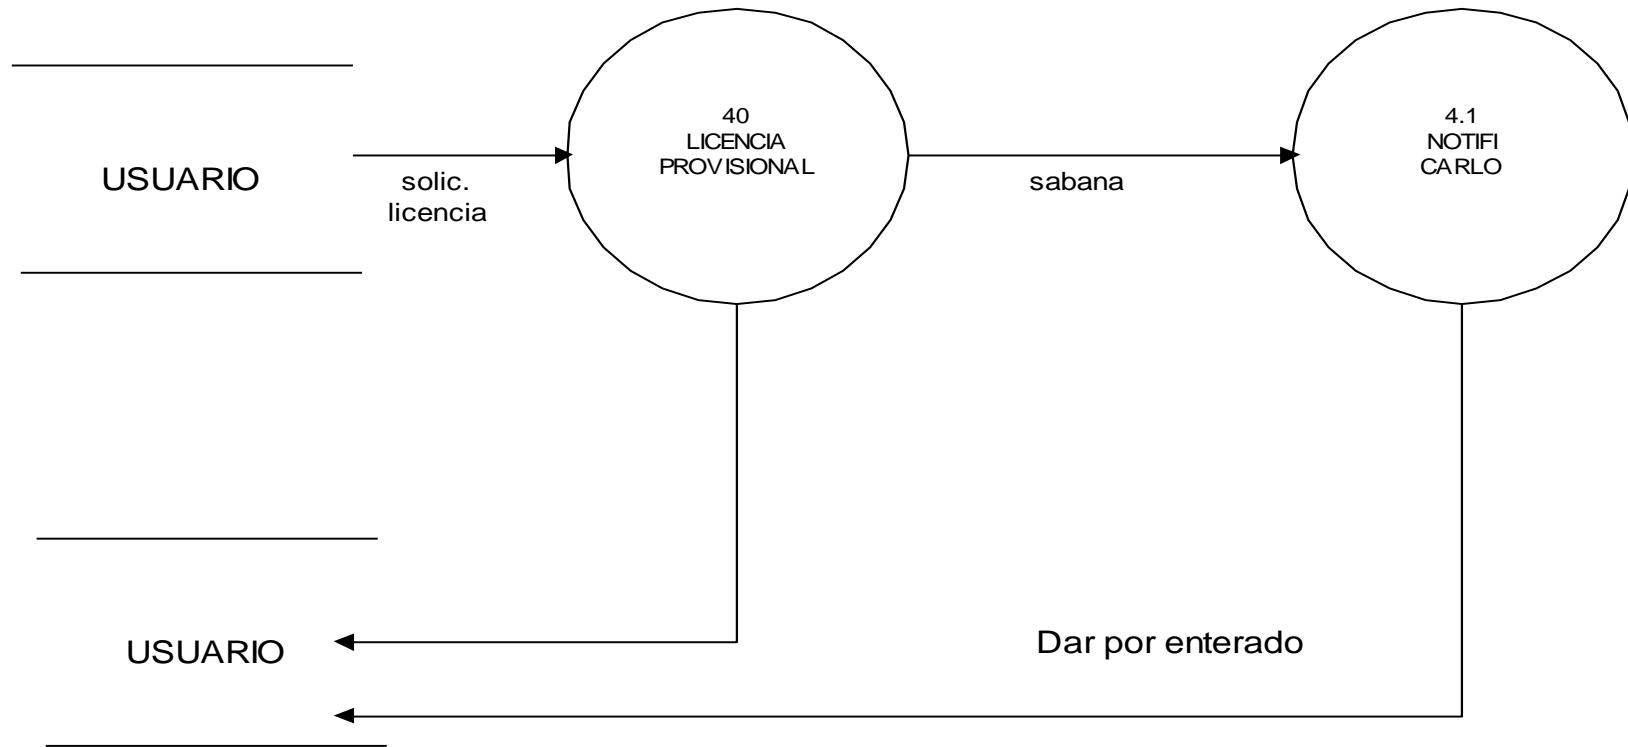 40
LICENCIA
PROVISIONAL
4.1
NOTIFI
CARLO
USUARIO
solic.
licencia
sabana
USUARIO
Dar por enterado